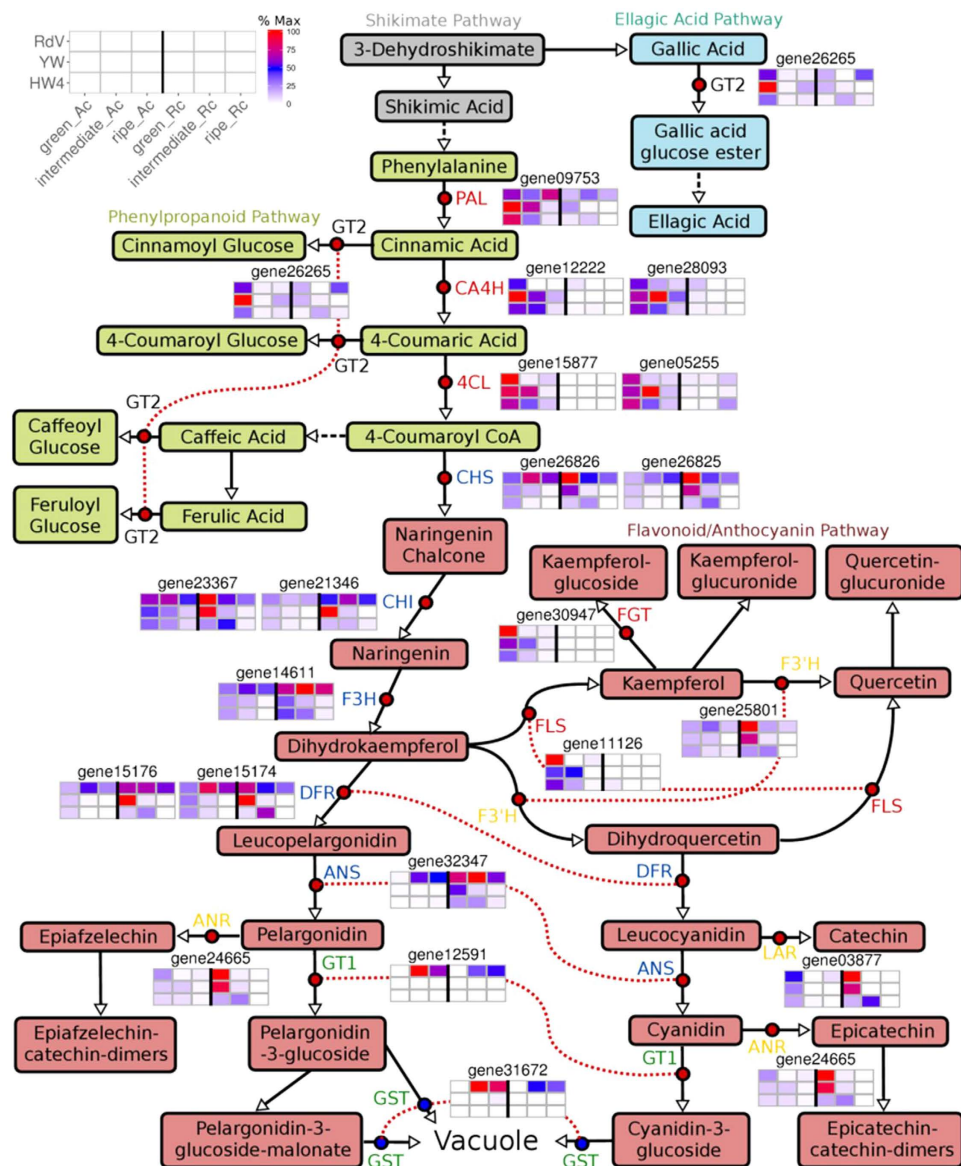 % Max
100
75
50
25
0
RdV
YW
HW4
green_Ac
intermediate_Ac
ripe_Ac
green_Rc
intermediate_Rc
ripe_Rc
Shikimate Pathway
3-Dehydroshikimate
Shikimic Acid
Ellagic Acid Pathway
Gallic Acid
GT2
gene26265
Gallic acid
glucose ester
Ellagic Acid
Phenylalanine
PAL
gene09753
Phenylpropanoid Pathway
Cinnamoyl Glucose
GT2
Cinnamic Acid
gene26265
CA4H
gene12222
gene28093
4-Coumaroyl Glucose
GT2
4-Coumaric Acid
4CL
gene15877
gene05255
Caffeoyl
Glucose
GT2
Caffeic Acid
4-Coumaroyl CoA
Feruloyl
Glucose
GT2
Ferulic Acid
CHS
gene26826
gene26825
Naringenin
Chalcone
Flavonoid/Anthocyanin Pathway
Kaempferol-
glucoside
Kaempferol-
glucuronide
Quercetin-
glucuronide
gene23367
gene21346
CHI
gene30947
FGT
Naringenin
Kaempferol
F3'H
Quercetin
gene14611
F3H
FLS
gene25801
Dihydrokaempferol
gene11126
gene15176
gene15174
DFR
F3'H
FLS
Leucopelargonidin
Dihydroquercetin
ANS
gene32347
DFR
Epiafzelechin
ANR
Pelargonidin
Leucocyanidin
LAR
Catechin
gene24665
GT1
gene12591
ANS
gene03877
Epiafzelechin-
catechin-dimers
Pelargonidin
-3-glucoside
Cyanidin
ANR
Epicatechin
GT1
gene24665
gene31672
GST
Pelargonidin-3-
glucoside-malonate
GST
Vacuole
GST
Cyanidin-3-
glucoside
Epicatechin-
catechin-dimers